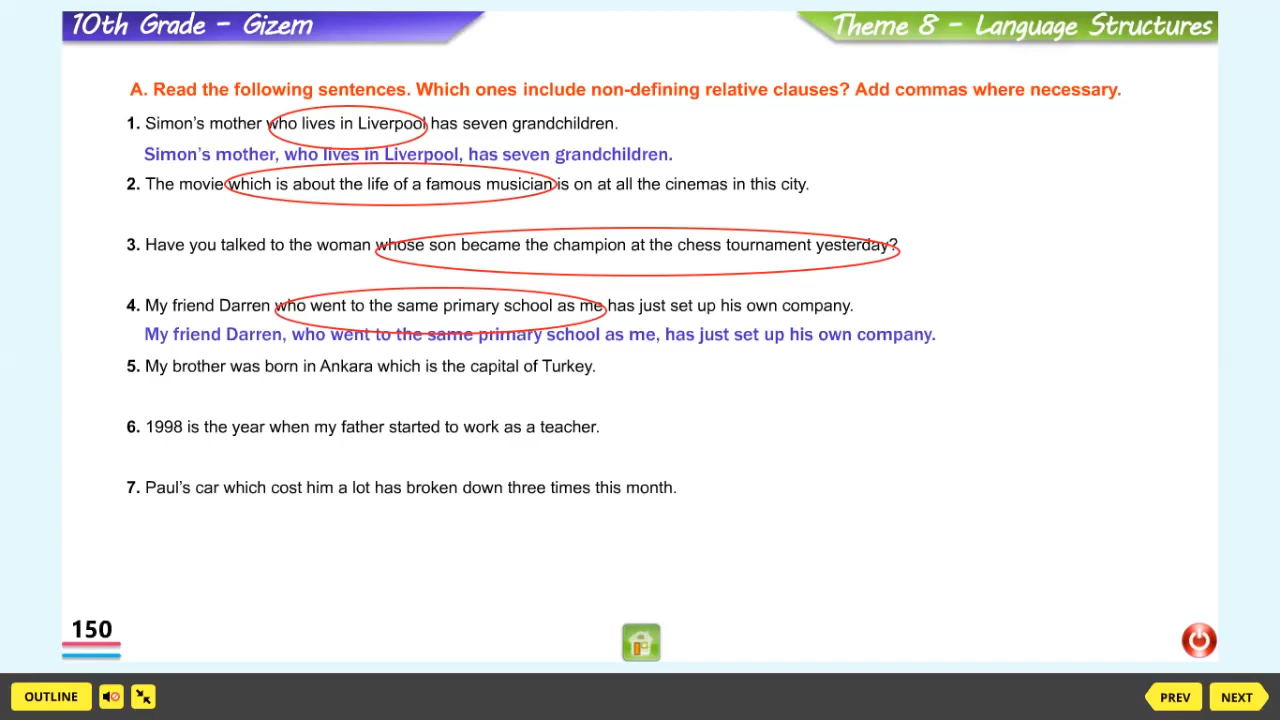 10th Grade - Gizem
Theme 8 - Language Structures
A. Read the following sentences. Which ones include non-defining relative clauses? Add commas where necessary.
1. Simon’s mother who lives in Liverpool has seven grandchildren.
Simon’s mother, who lives in Liverpool, has seven grandchildren.
2. The movie which is about the life of a famous musician is on at all the cinemas in this city.
3. Have you talked to the woman whose son became the champion at the chess tournament yesterday?
4. My friend Darren who went to the same primary school as me has just set up his own company.
My friend Darren, who went to the same primary school as me, has just set up his own company.
5. My brother was born in Ankara which is the capital of Turkey.
6. 1998 is the year when my father started to work as a teacher.
7. Paul’s car which cost him a lot has broken down three times this month.
150
OUTLINE
PREV
NEXT